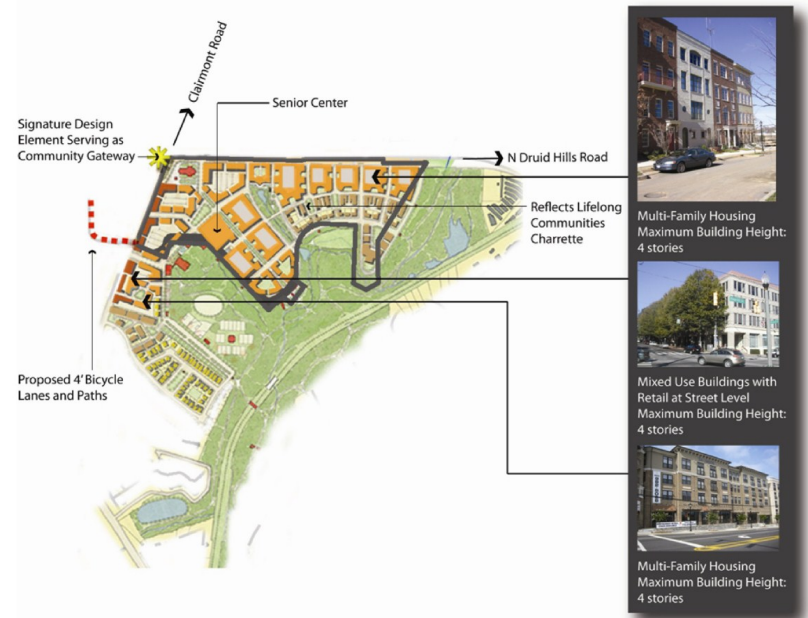 Clairmont Road
Senior Center
Signature Design
Element Serving as
Community Gateway
N Druid Hills Road
Reflects Lifelong
Communities
Charrette
Proposed 4' Bicycle
Lanes and Paths
Multi-Family Housing
Maximum Building Height:
4 stories
Mixed Use Buildings with
Retail at Street Level
Maximum Building Height:
4 stories
Multi-Family Housing
Maximum Building Height:
4 stories